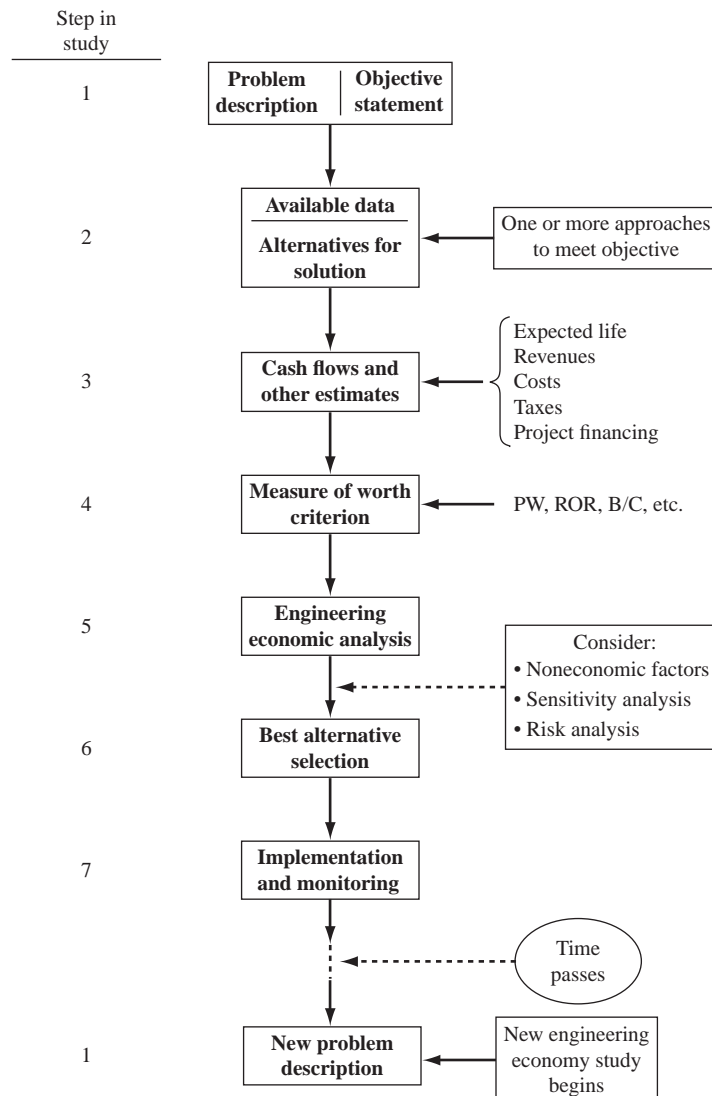 Step in
study
1
Problem
description
Objective
statement
2
Available data
Alternatives for
solution
One or more approaches
to meet objective
3
Cash flows and
other estimates
Expected life
Revenues
Costs
Taxes
Project financing
4
Measure of worth
criterion
PW, ROR, B/C, etc.
5
Engineering
economic analysis
Consider:
• Noneconomic factors
• Sensitivity analysis
• Risk analysis
6
Best alternative
selection
7
Implementation
and monitoring
Time
passes
1
New problem
description
New engineering
economy study
begins